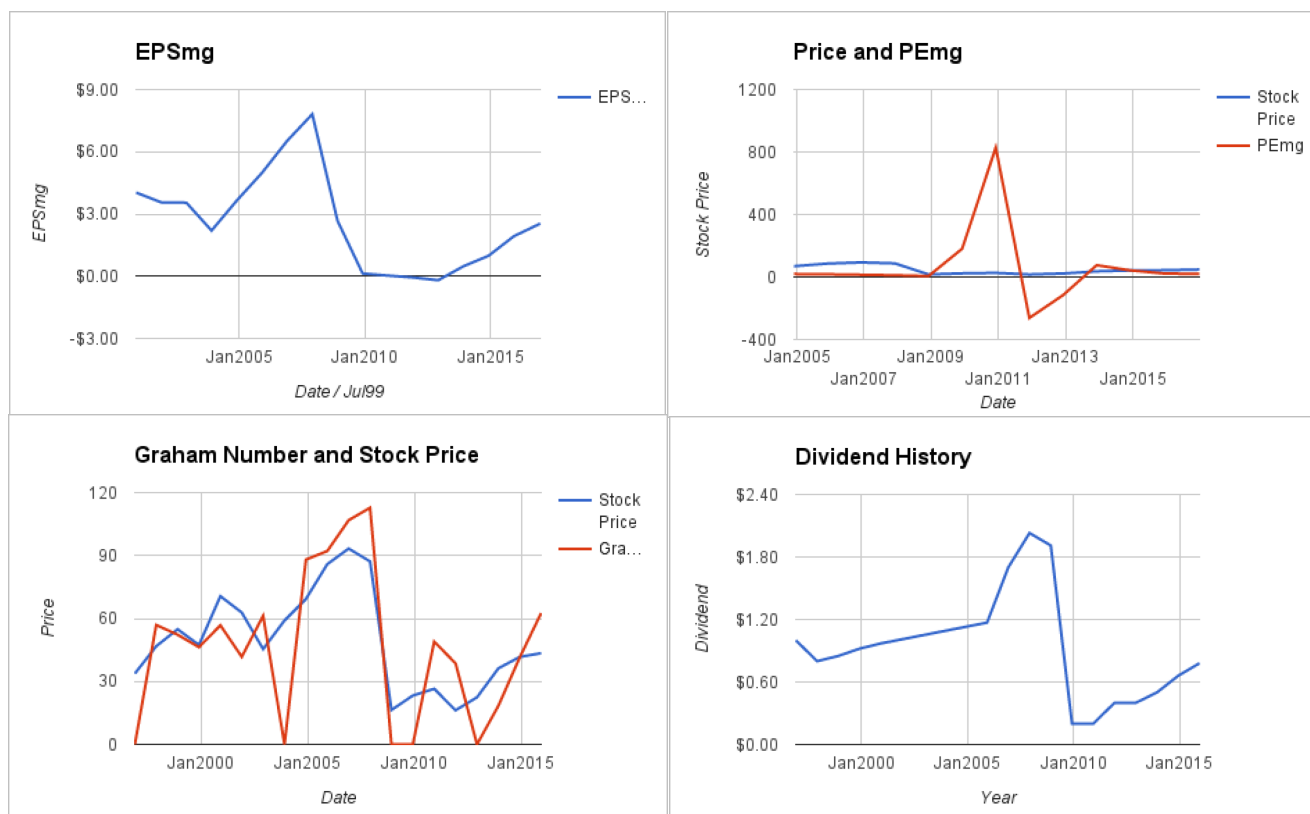 EPSmg
$9.00
$6.00
$3.00
$0.00
-$3.00
EPSmg
EPS...
Jan2005
Jan2010
Jan2015
Date / Jul99
Price and PEmg
1200
800
400
0
-400
Stock Price
Stock
Price
PEmg
Jan2005
Jan2009
Jan2013
Jan2007
Jan2011
Jan2015
Date
Graham Number and Stock Price
120
90
60
30
0
Price
Stock
Price
Gra...
Jan2000
Jan2005
Jan2010
Jan2015
Date
Dividend History
$2.40
$1.80
$1.20
$0.60
$0.00
Dividend
Jan2000
Jan2005
Jan2010
Jan2015
Year